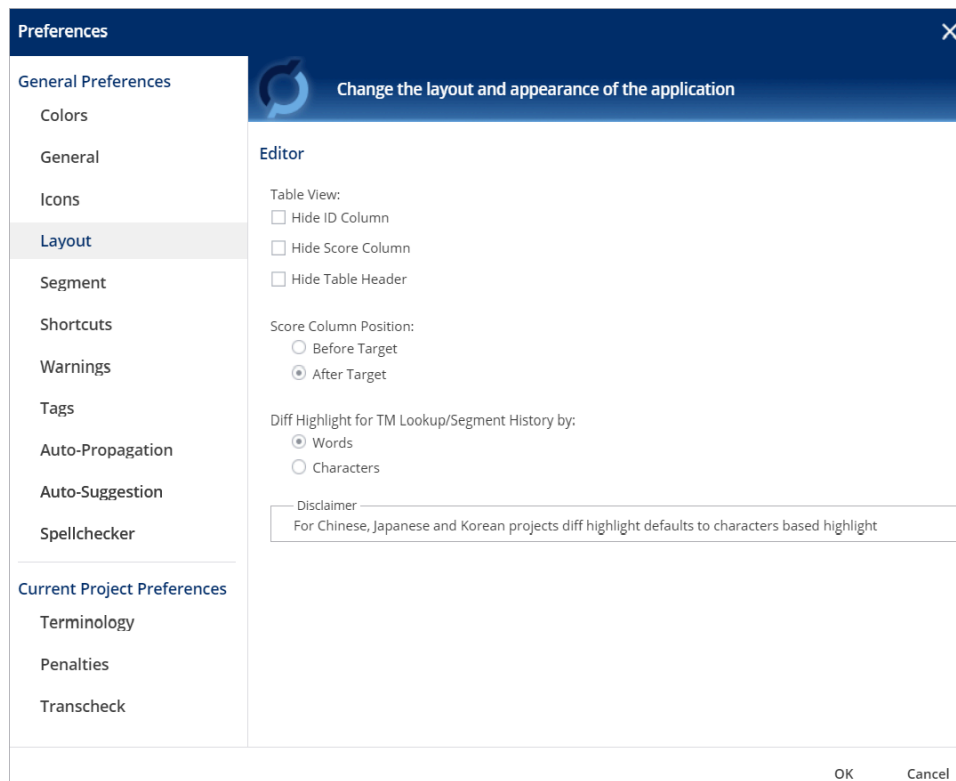 Preferences
General Preferences
Colors
General
Icons
Layout
Segment
Shortcuts
Warnings
Tags
Auto-Propagation
Auto-Suggestion
Spellchecker
Current Project Preferences
Terminology
Penalties
Transcheck
Change the layout and appearance of the application
Editor
Table View:
Hide ID Column
Hide Score Column
Hide Table Header
Score Column Position:
Before Target
After Target
Diff Highlight for TM Lookup/Segment History by:
Words
Characters
Disclaimer
For Chinese, Japanese and Korean projects diff highlight defaults to characters based highlight
OK Cancel